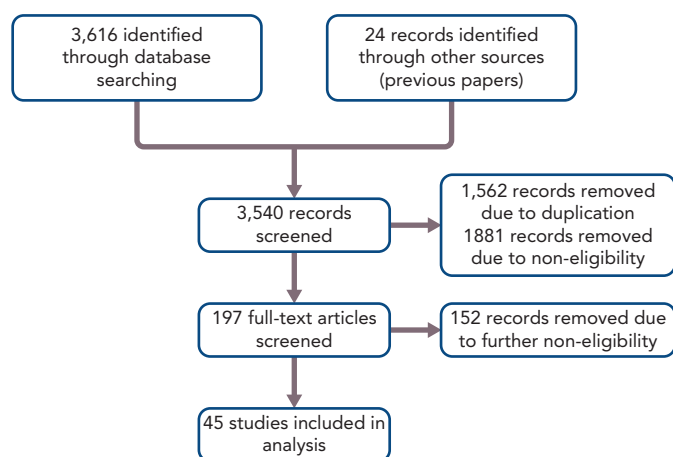 3,616 identified
through database
searching
24 records identified
through other sources
(previous papers)
3,540 records
screened
1,562 records removed
due to duplication
1881 records removed
due to non-eligibility
197 full-text articles
screened
152 records removed due
to further non-eligibility
45 studies included in
analysis